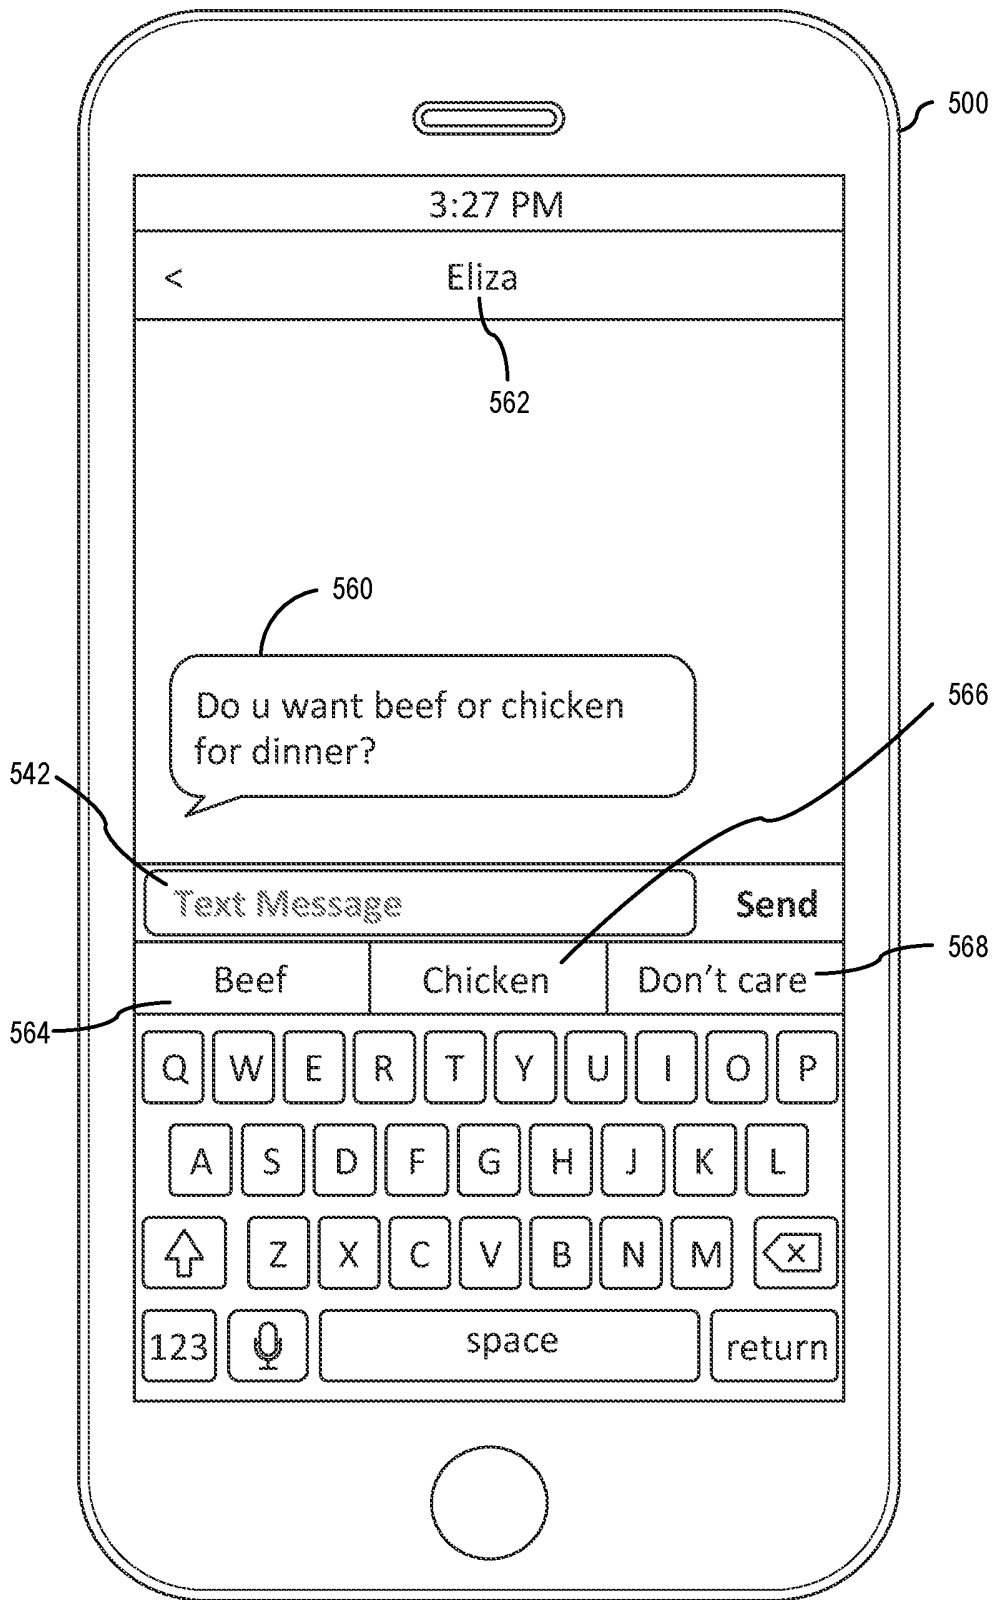 500
3:27 PM
< Eliza
562
560
Do u want beef or chicken
for dinner?
566
542
Text Message Send
568
Beef Chicken Don't care
564
Q W E R T Y U I O P
A S D F G H J K L
Z X C V B N M
123 space return